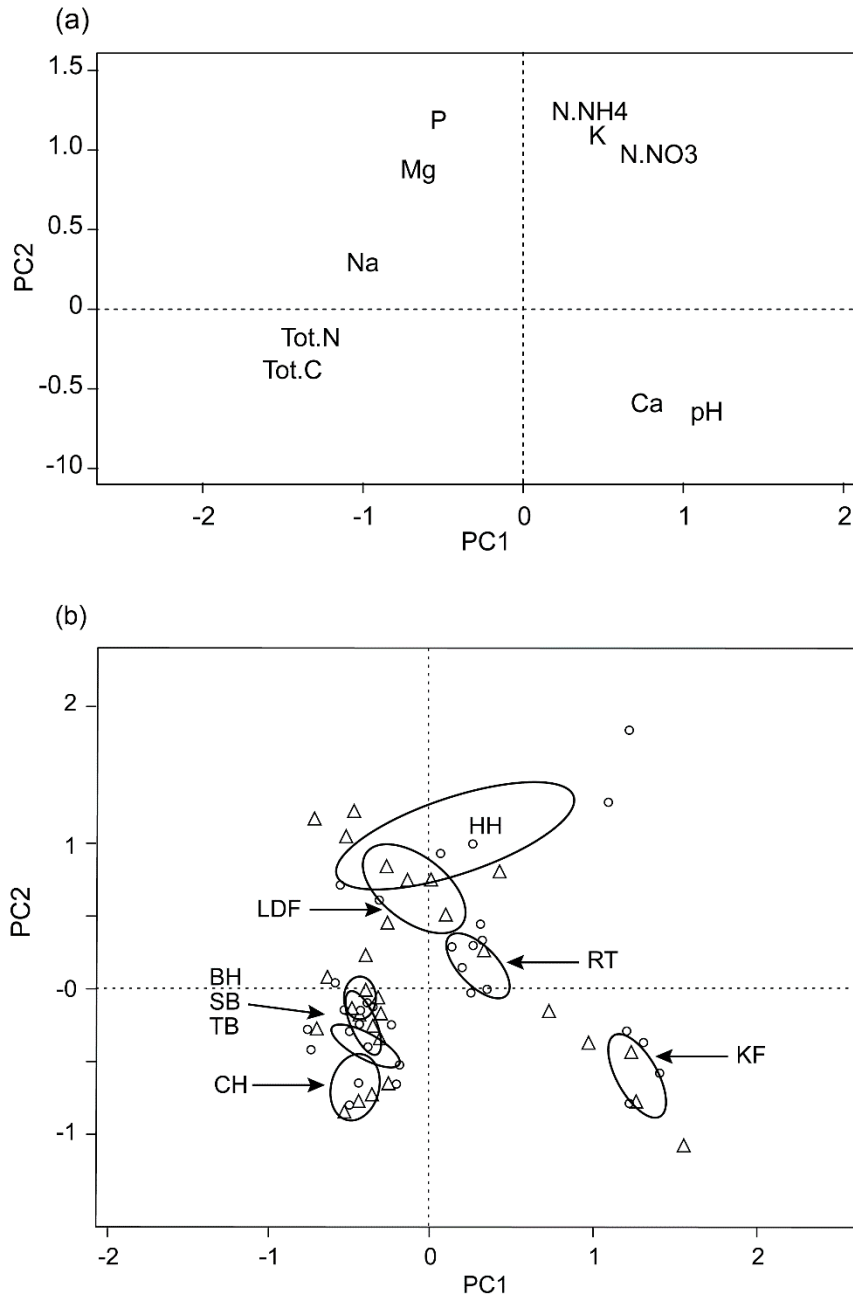 (a)
1.5
1.0
0.5
0
-0.5
-10
PC2
P
Mg
Na
Tot.N
Tot.C
N.NH4
K
N.NO3
Ca
pH
-2
-1
0
1
2
PC1
(b)
2
1
-0
-1
PC2
HH
LDF
RT
BH
SB
TB
CH
KF
-2
-1
0
1
2
PC1